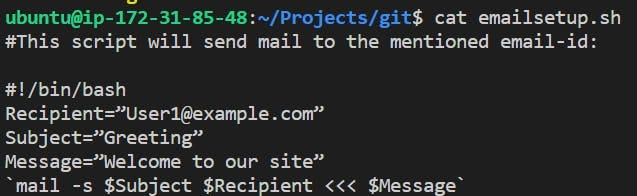 ubuntu@ip-172-31-85-48:~/Projects/git$ cat emailsetup.sh
#This script will send mail to the mentioned email-id:
#!/bin/bash
Recipient=”User1@example.com”
Subject=”Greeting”
Message=”Welcome to our site”
`mail -s $Subject $Recipient <<< $Message`